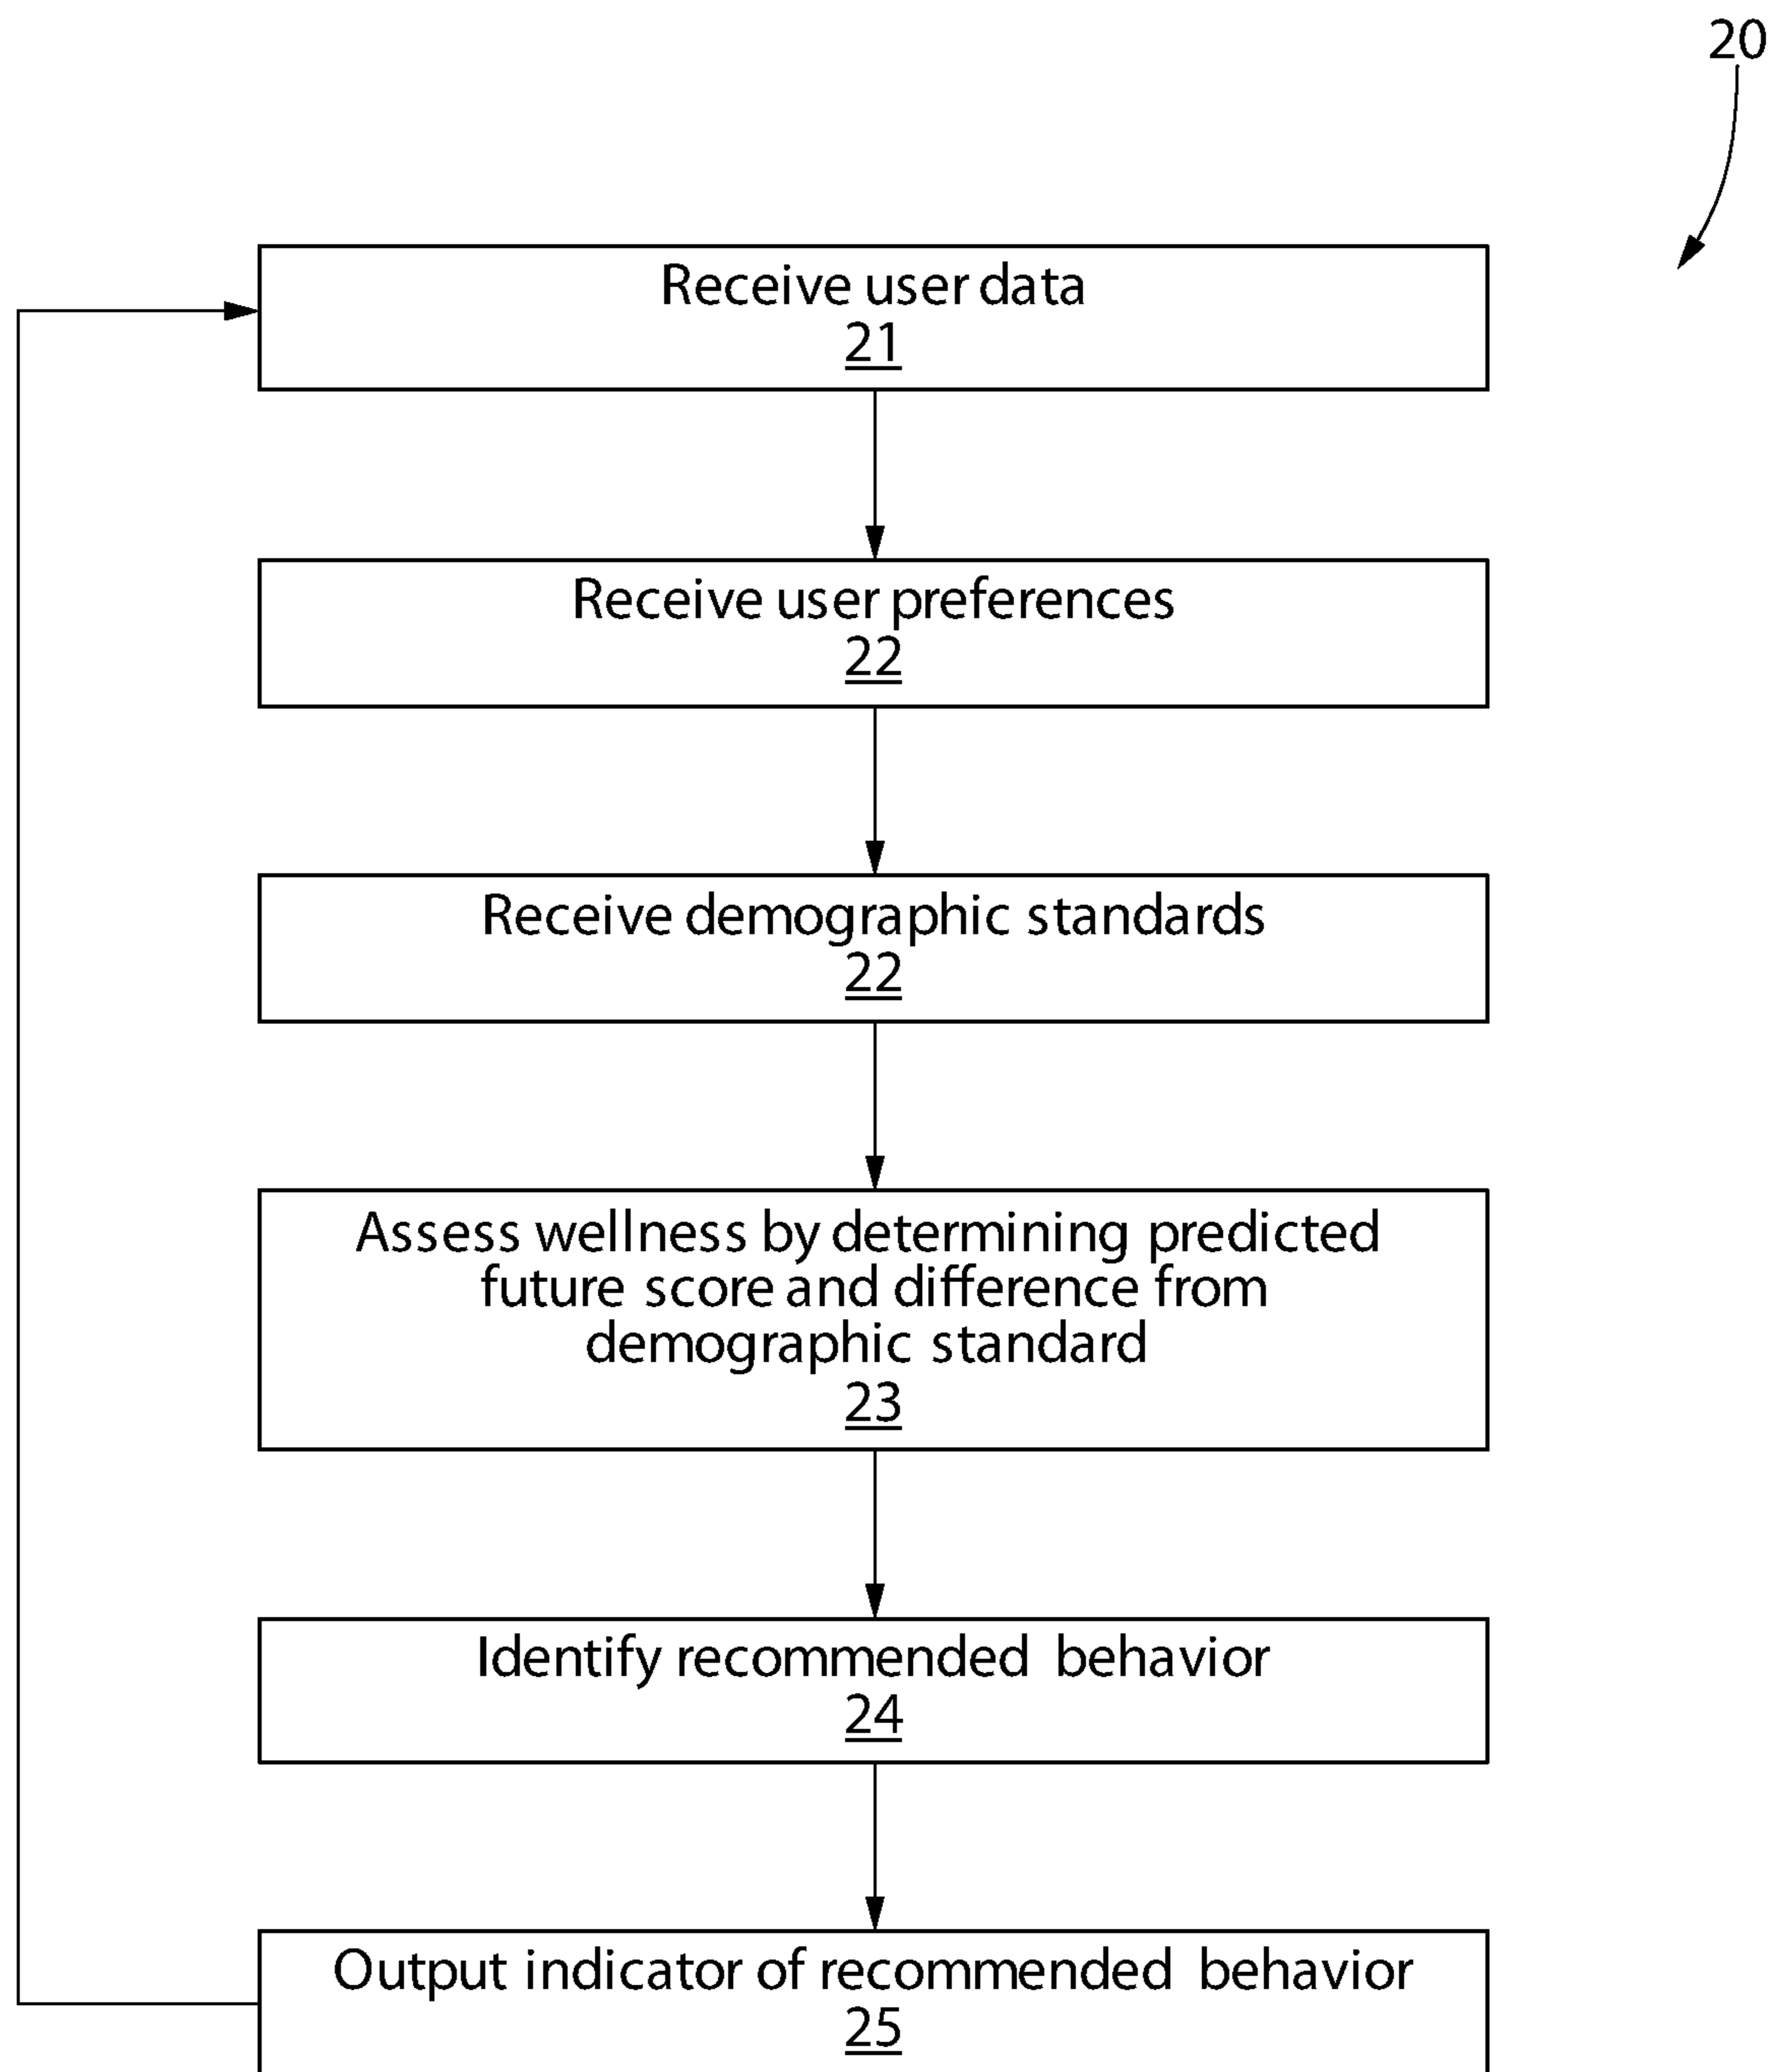 20
Receive user data
21
Receive user preferences
22
Receive demographic standards
22
Assess wellness by determining predicted
future score and difference from
demographic standard
23
Identify recommended behavior
24
Output indicator of recommended behavior
25